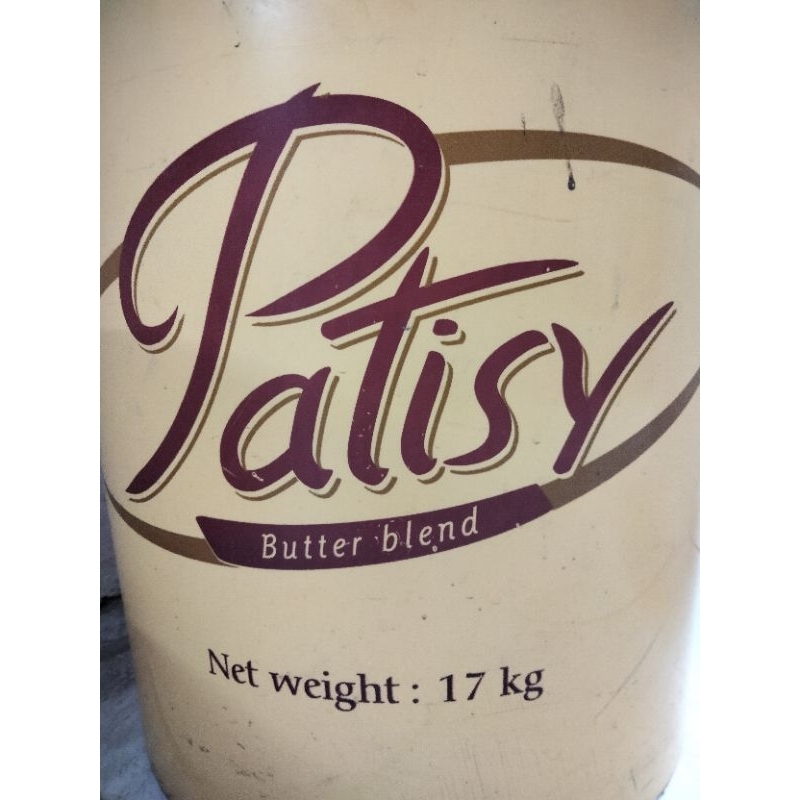 Patisy
Butter blend
Net weight : 17 kg